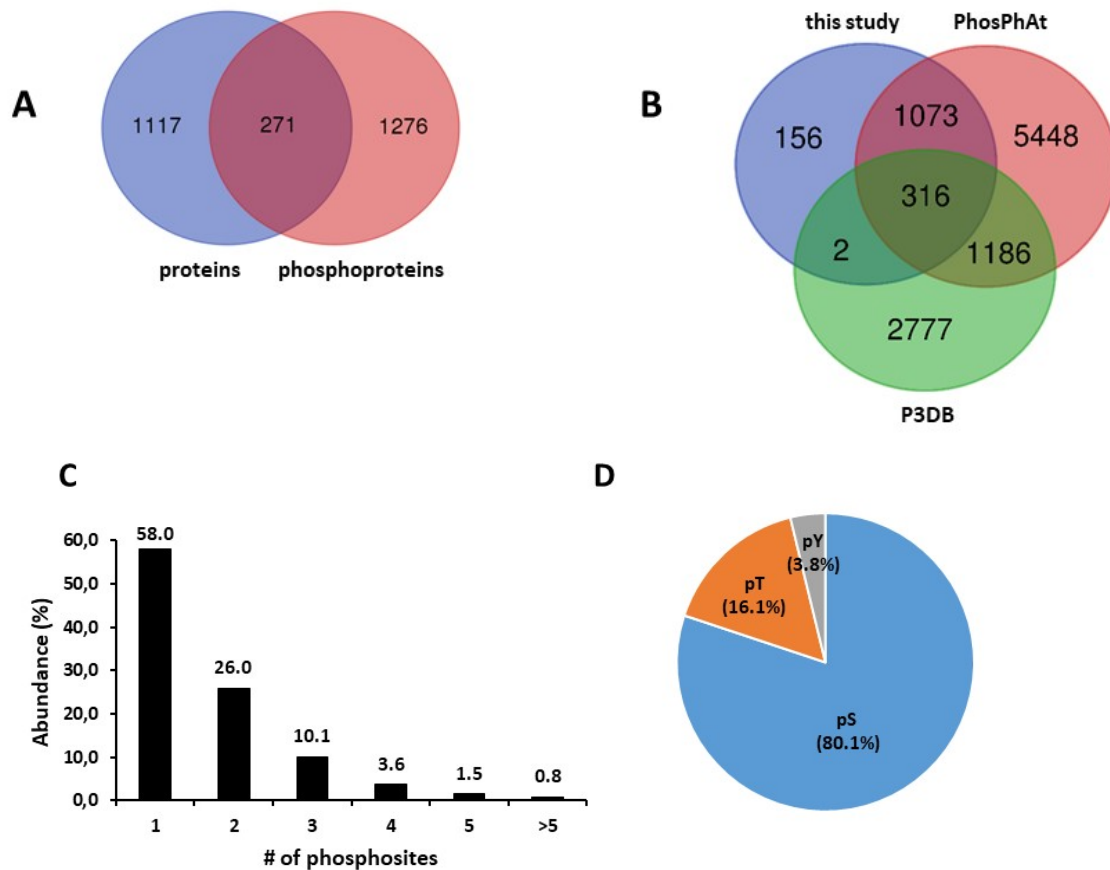 A
1117
271
1276
proteins
phosphoproteins
B
this study
PhosPhAt
156
1073
5448
316
2
1186
2777
P3DB
C
Abundance (%)
60,0
50,0
40,0
30,0
20,0
10,0
0,0
58.0
26.0
10.1
3.6
1.5
0.8
1 2 3 4 5 >5
# of phosphosites
D
pY
(3.8%)
pT
(16.1%)
pS
(80.1%)